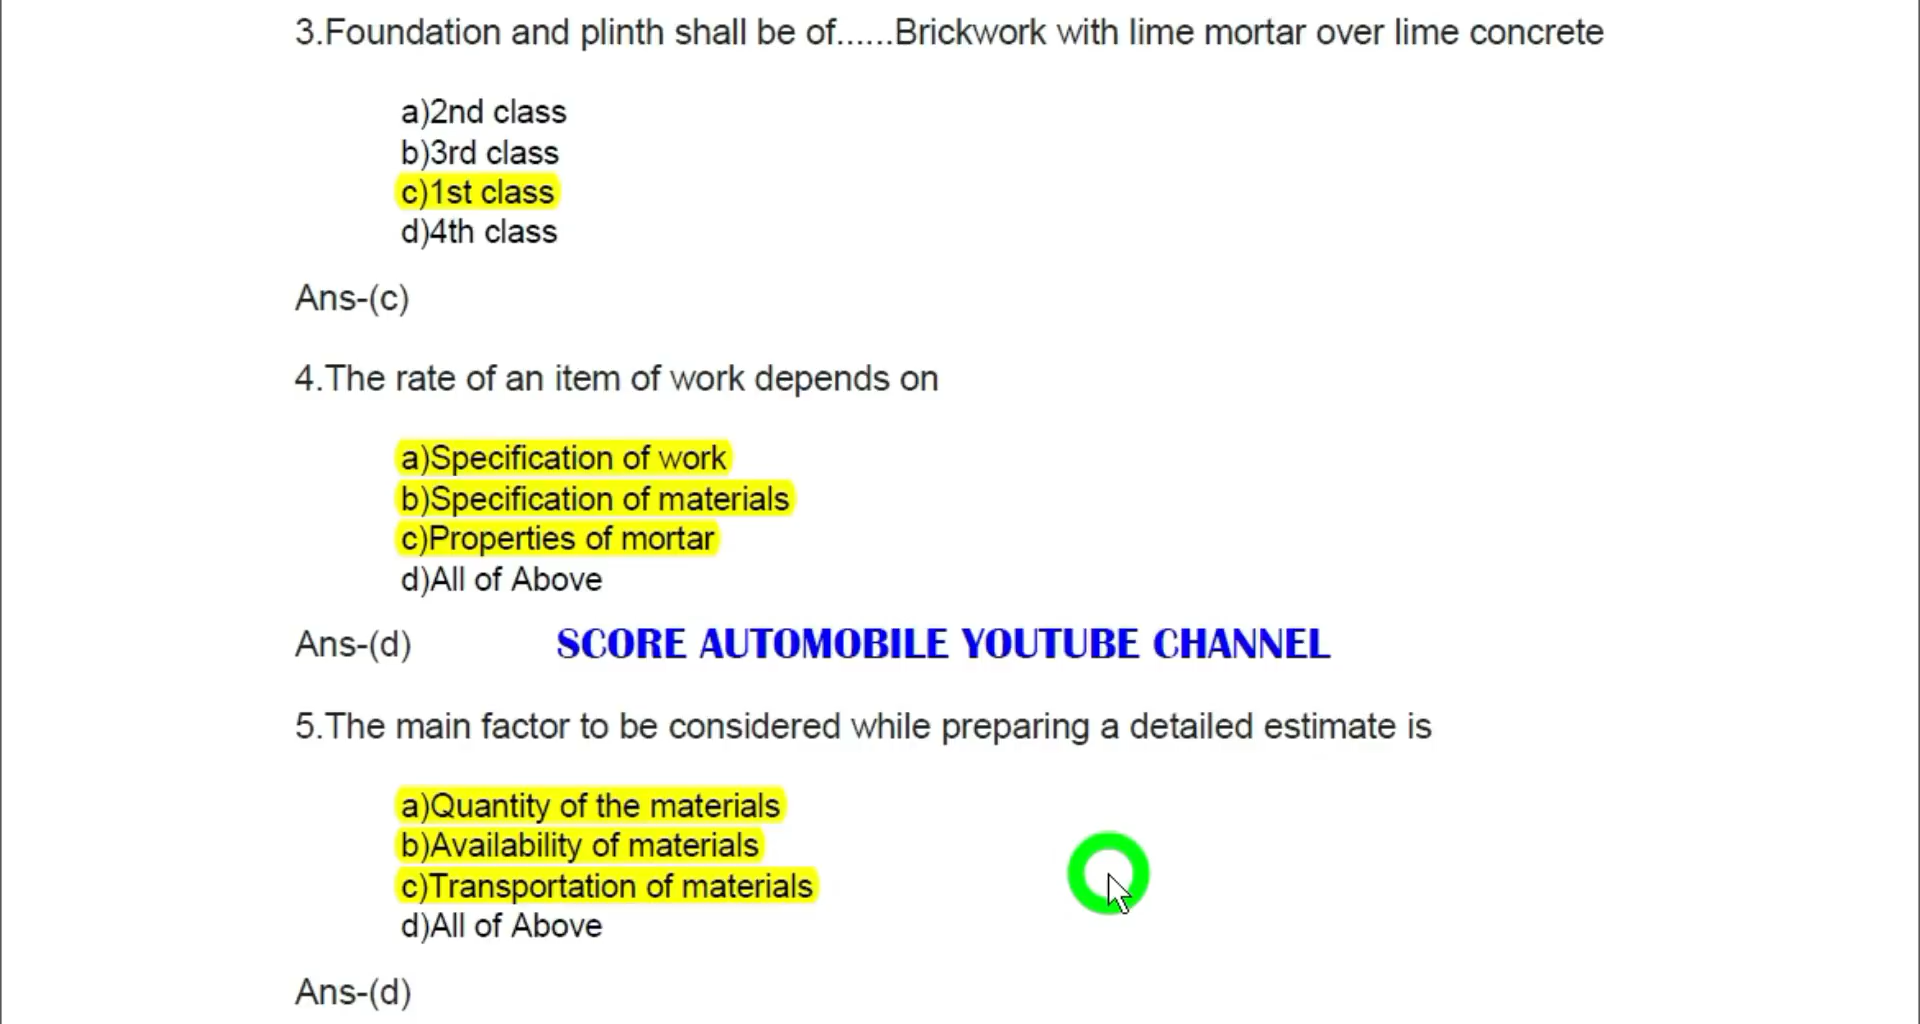 3.Foundation and plinth shall be of......Brickwork with lime mortar over lime concrete
a)2nd class
b)3rd class
c)1st class
d)4th class
Ans-(c)
4.The rate of an item of work depends on
a)Specification of work
b)Specification of materials
c)Properties of mortar
d)All of Above
Ans-(d)
SCORE AUTOMOBILE YOUTUBE CHANNEL
5.The main factor to be considered while preparing a detailed estimate is
a)Quantity of the materials
b)Availability of materials
c)Transportation of materials
d)All of Above
Ans-(d)